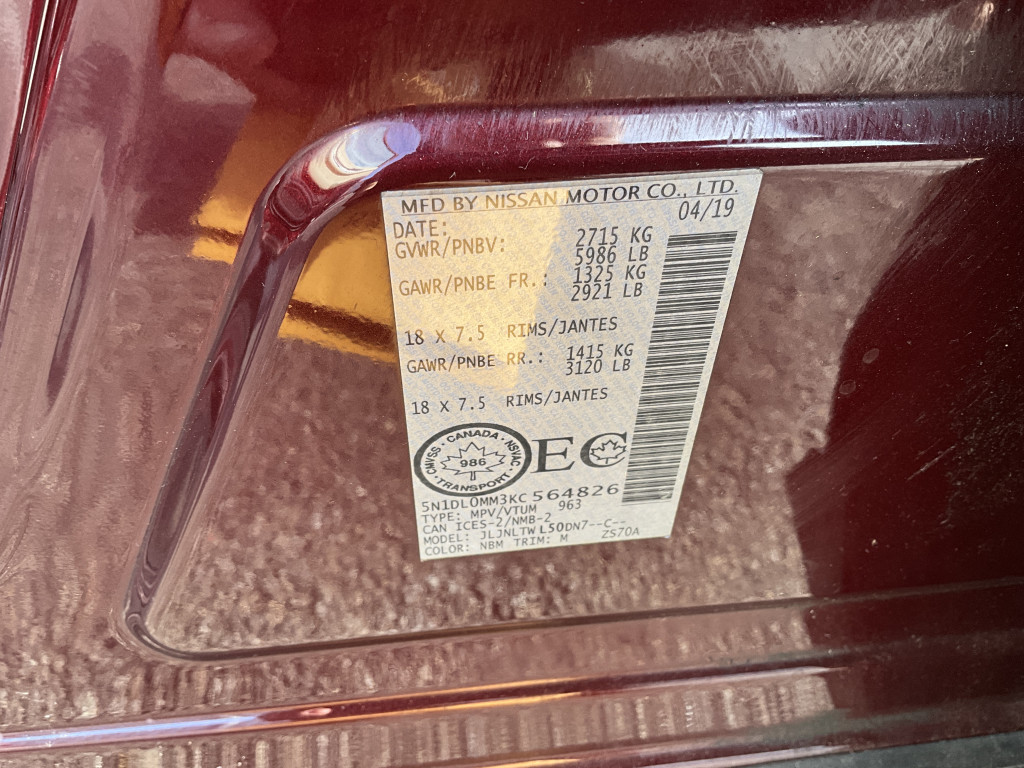 MFD BY NISSAN MOTOR CO., LTD.
DATE: 04/19
GVWR/PNBV: 2715 KG
5986 LB
GAWR/PNBE FR.: 1325 KG
2921 LB
18 X 7.5 RIMS/JANTES
GAWR/PNBE RR.: 1415 KG
3120 LB
18 X 7.5 RIMS/JANTES
CANADA · NSVAC · TRANSPORT · CMVSS ·
986
EC
5N1DL0MM3KC564826
TYPE: MPV/VTUM 963
CAN ICES-2/NMB-2
MODEL: JLJNLTWL50DN7--C--
COLOR: NBM TRIM: M ZS70A